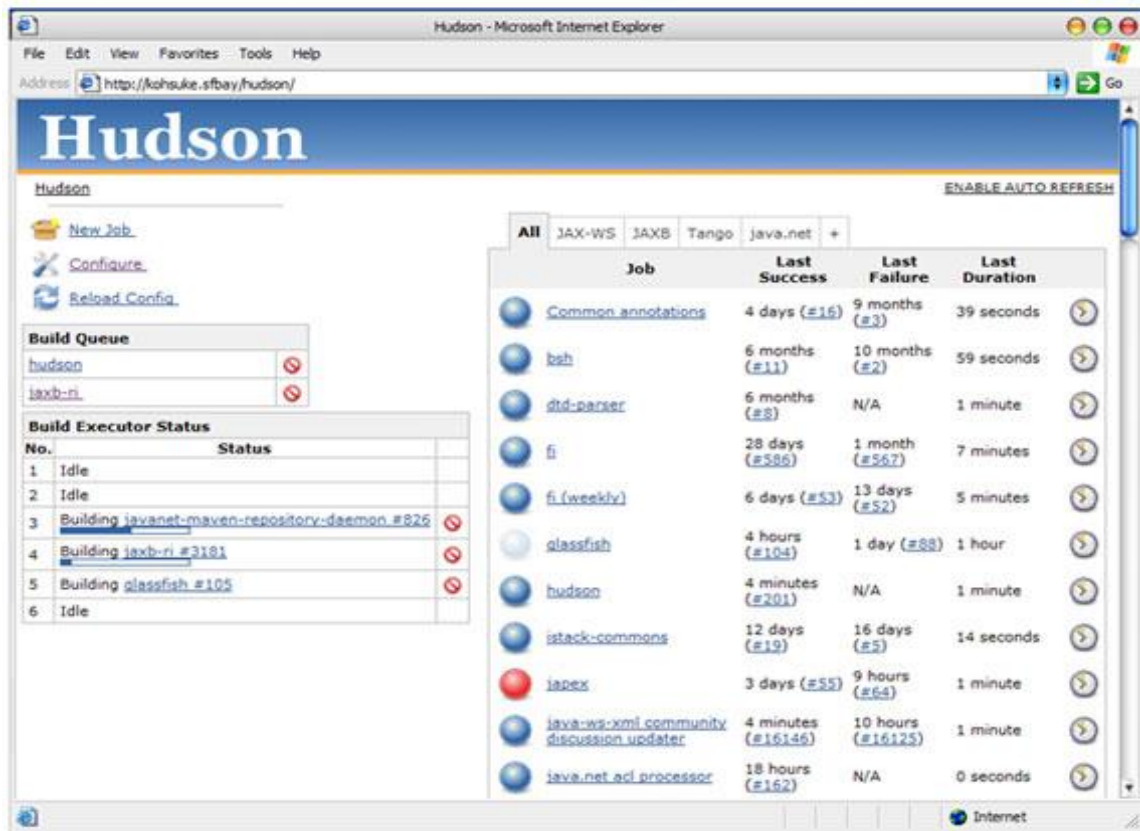 Hudson - Microsoft Internet Explorer
File Edit View Favorites Tools Help
Address http://kohsuke.sfbay/hudson/ Go
Hudson
Hudson
ENABLE AUTO REFRESH
New Job
Configure
Reload Config
Build Queue
hudson
jaxb-ri
Build Executor Status
No. Status
1 Idle
2 Idle
3 Building javanet-maven-repository-daemon #826
4 Building jaxb-ri #3181
5 Building glassfish #105
6 Idle
All JAX-WS JAXB Tango java.net +
Job Last Success Last Failure Last Duration
Common annotations 4 days (#16) 9 months (#3) 39 seconds
bsh 6 months (#11) 10 months (#2) 59 seconds
dtd-parser 6 months (#8) N/A 1 minute
fi 28 days (#586) 1 month (#567) 7 minutes
fi (weekly) 6 days (#53) 13 days (#52) 5 minutes
glassfish 4 hours (#104) 1 day (#88) 1 hour
hudson 4 minutes (#201) N/A 1 minute
istack-commons 12 days (#19) 16 days (#5) 14 seconds
japex 3 days (#55) 9 hours (#64) 1 minute
java-ws-xml community discussion updater 4 minutes (#16146) 10 hours (#16125) 1 minute
java.net acl processor 18 hours (#162) N/A 0 seconds
Internet